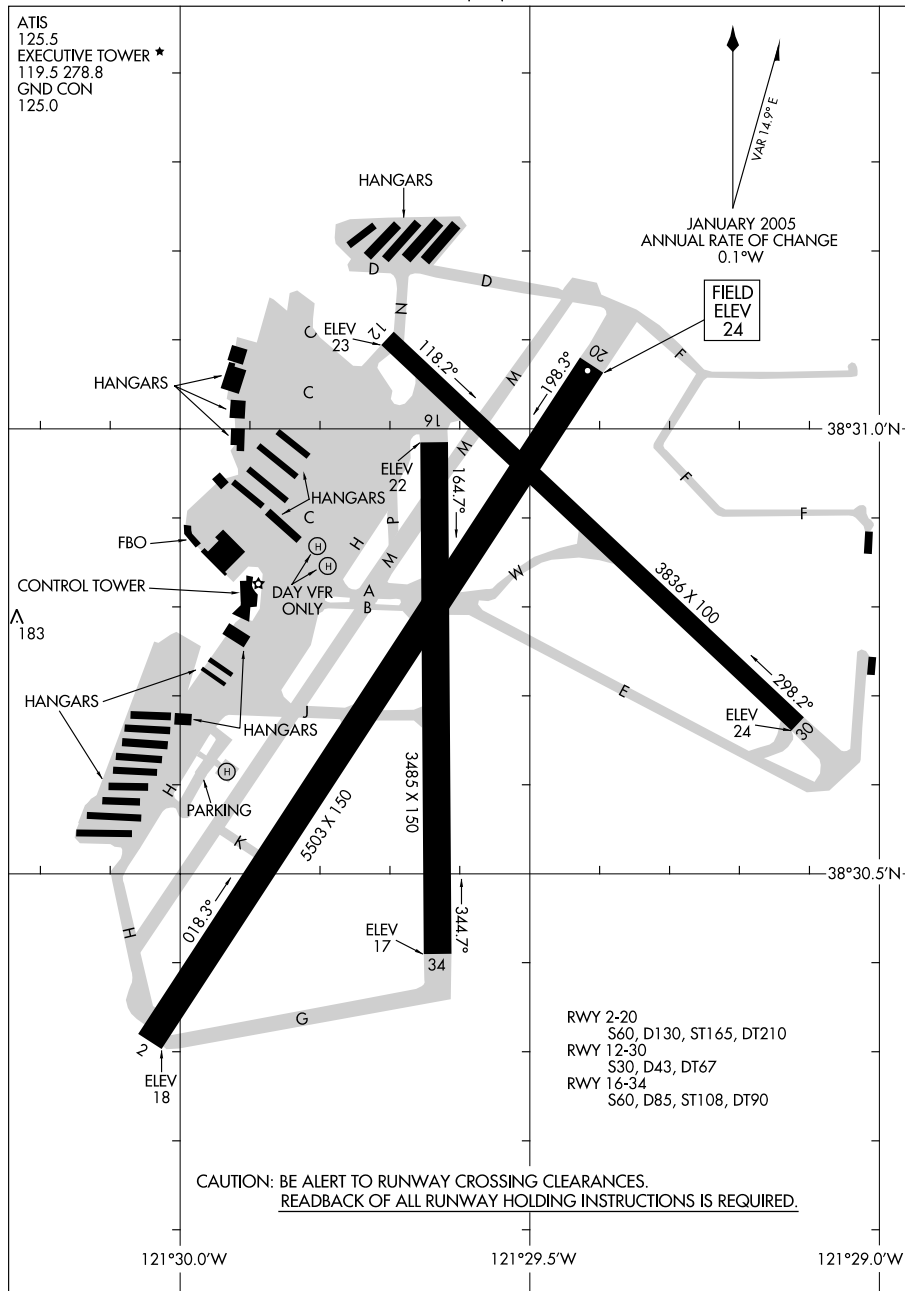 ATIS
125.5
EXECUTIVE TOWER ★
119.5 278.8
GND CON
125.0
VAR 14.9° E
JANUARY 2005
ANNUAL RATE OF CHANGE
0.1°W
HANGARS
D
D
FIELD
ELEV
24
N
ELEV
23
12
C
118.2°
20
F
M
198.3°
HANGARS
C
16
38°31.0'N
M
ELEV
22
164.7°
F
HANGARS
C
P
F
FBO
H
H
H
M
M
CONTROL TOWER
DAY VFR
ONLY
A
B
3836 X 100
183
E
298.2°
HANGARS
HANGARS
J
ELEV
24
30
3485 X 150
H
H
PARKING
5503 X 150
K
38°30.5'N
018.3°
344.7°
H
ELEV
17
34
G
2
ELEV
18
RWY 2-20
S60, D130, ST165, DT210
RWY 12-30
S30, D43, DT67
RWY 16-34
S60, D85, ST108, DT90
CAUTION: BE ALERT TO RUNWAY CROSSING CLEARANCES.
READBACK OF ALL RUNWAY HOLDING INSTRUCTIONS IS REQUIRED.
121°30.0'W
121°29.5'W
121°29.0'W